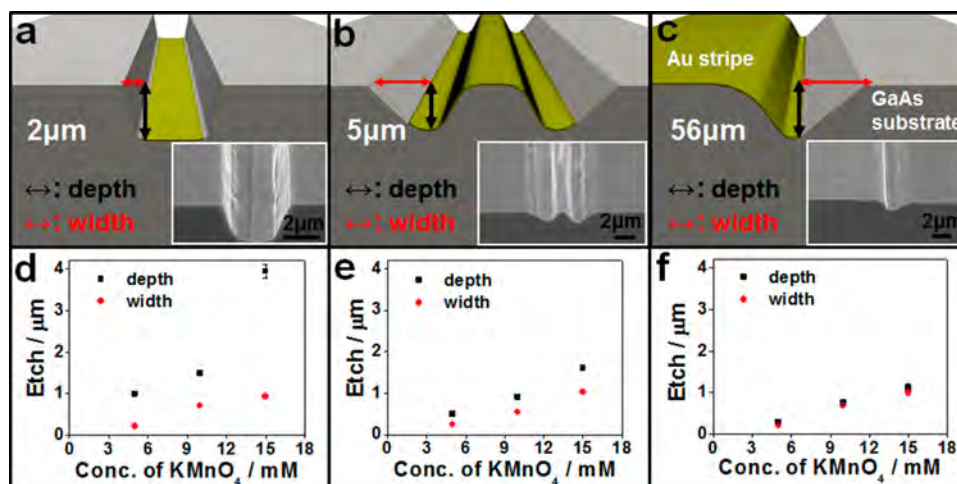 a
2μm
↔: depth
↔: width
2μm
b
5μm
↔: depth
↔: width
2μm
c
Au stripe
GaAs
substrate
56μm
↔: depth
↔: width
2μm
d
depth
width
Etch / μm
4
3
2
1
0
0 3 6 9 12 15 18
Conc. of KMnO₄ / mM
e
depth
width
Etch / μm
4
3
2
1
0
0 3 6 9 12 15 18
Conc. of KMnO₄ / mM
f
depth
width
Etch / μm
4
3
2
1
0
0 3 6 9 12 15 18
Conc. of KMnO₄ / mM